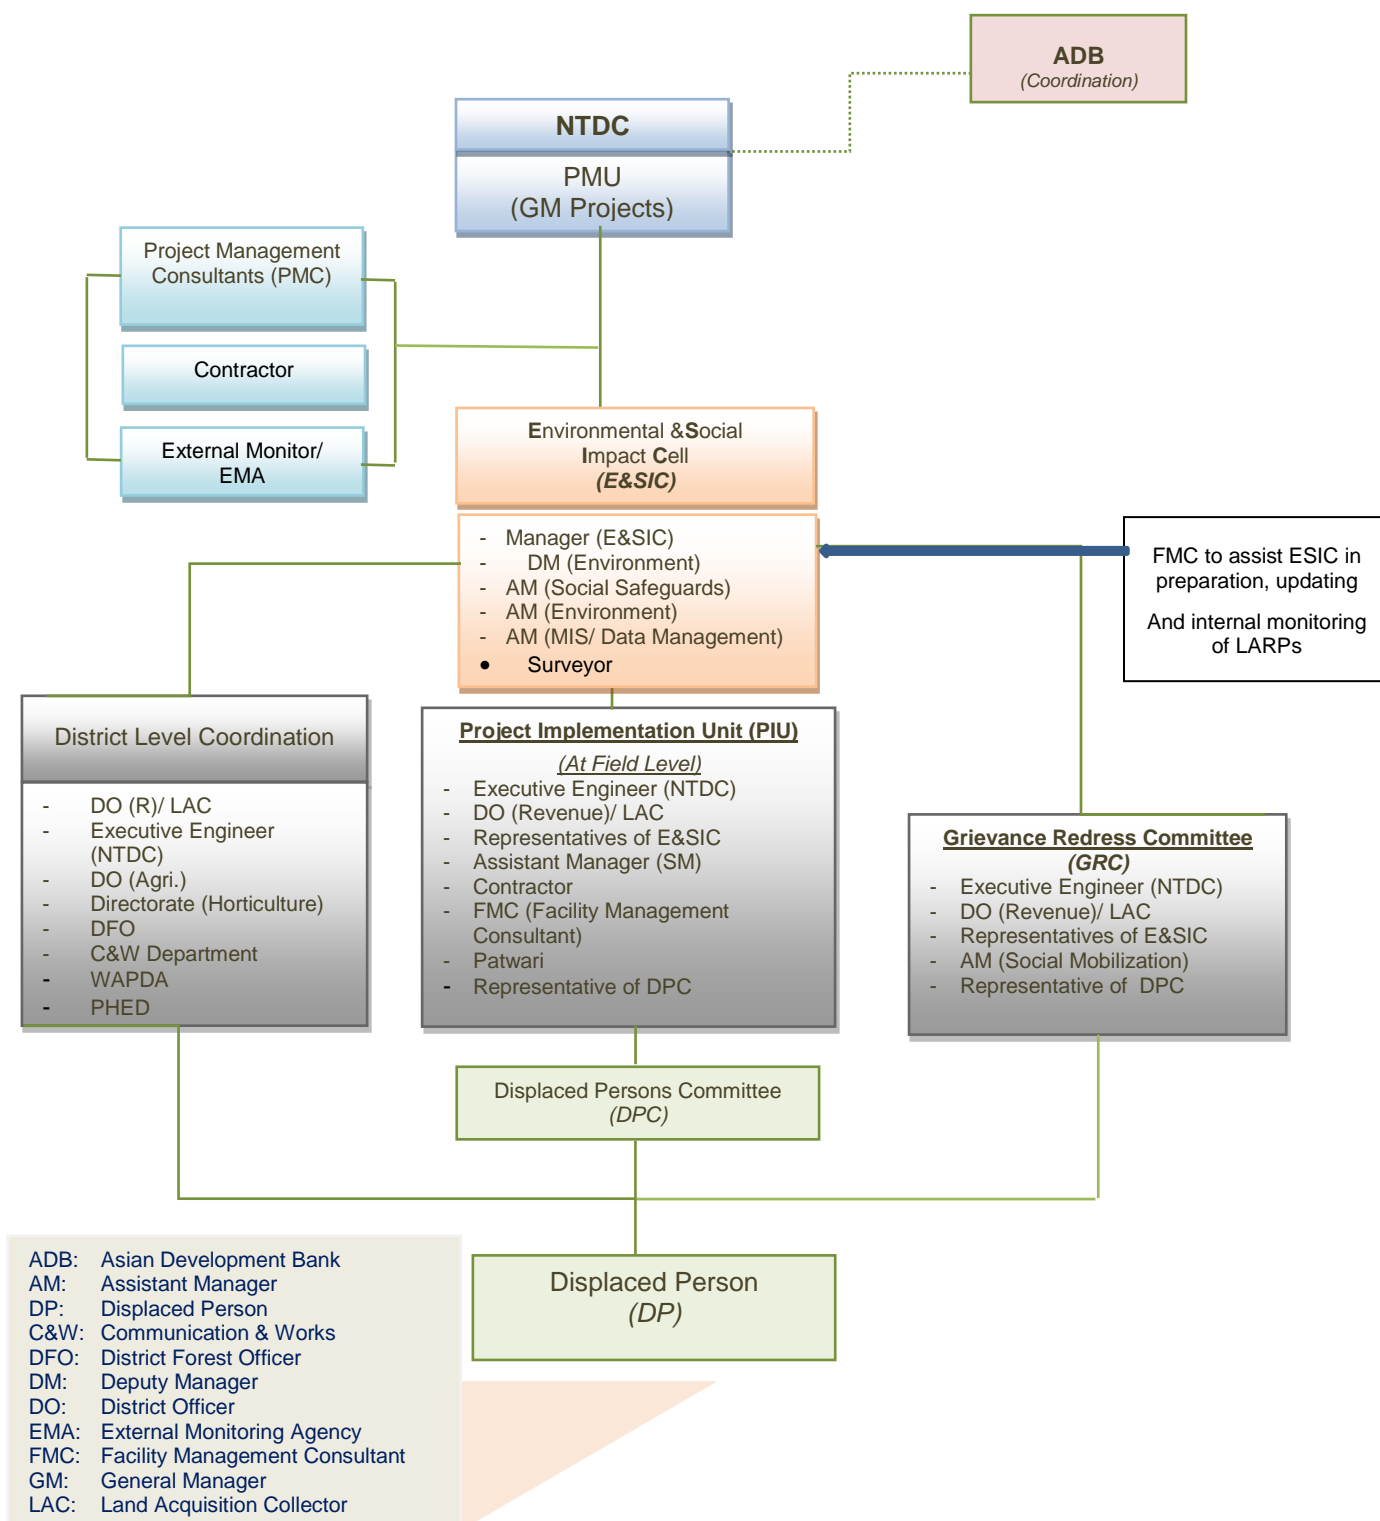 ADB
(Coordination)
NTDC
PMU
(GM Projects)
Project Management
Consultants (PMC)
Contractor
External Monitor/
EMA
Environmental &Social
Impact Cell
(E&SIC)
- Manager (E&SIC)
- DM (Environment)
- AM (Social Safeguards)
- AM (Environment)
- AM (MIS/ Data Management)
● Surveyor
FMC to assist ESIC in
preparation, updating
And internal monitoring
of LARPs
District Level Coordination
- DO (R)/ LAC
- Executive Engineer
(NTDC)
- DO (Agri.)
- Directorate (Horticulture)
- DFO
- C&W Department
- WAPDA
- PHED
Project Implementation Unit (PIU)
(At Field Level)
- Executive Engineer (NTDC)
- DO (Revenue)/ LAC
- Representatives of E&SIC
- Assistant Manager (SM)
- Contractor
- FMC (Facility Management
Consultant)
- Patwari
- Representative of DPC
Grievance Redress Committee
(GRC)
- Executive Engineer (NTDC)
- DO (Revenue)/ LAC
- Representatives of E&SIC
- AM (Social Mobilization)
- Representative of DPC
Displaced Persons Committee
(DPC)
Displaced Person
(DP)
ADB: Asian Development Bank
AM: Assistant Manager
DP: Displaced Person
C&W: Communication & Works
DFO: District Forest Officer
DM: Deputy Manager
DO: District Officer
EMA: External Monitoring Agency
FMC: Facility Management Consultant
GM: General Manager
LAC: Land Acquisition Collector